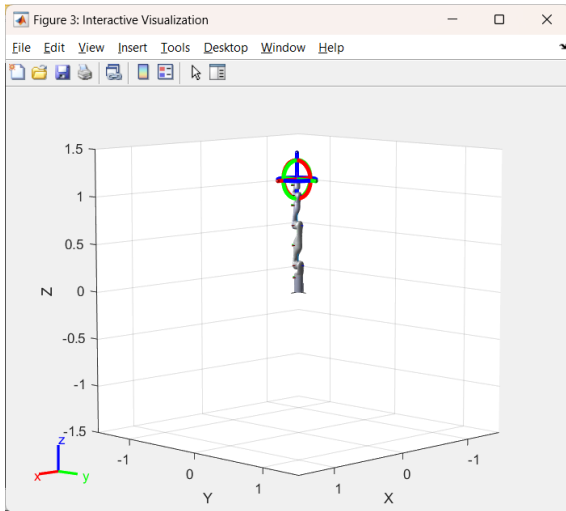 Figure 3: Interactive Visualization
File Edit View Insert Tools Desktop Window Help
1.5
1
0.5
0
-0.5
-1
-1.5
Z
-1
0
1
Y
1
0
-1
X
z
x
y